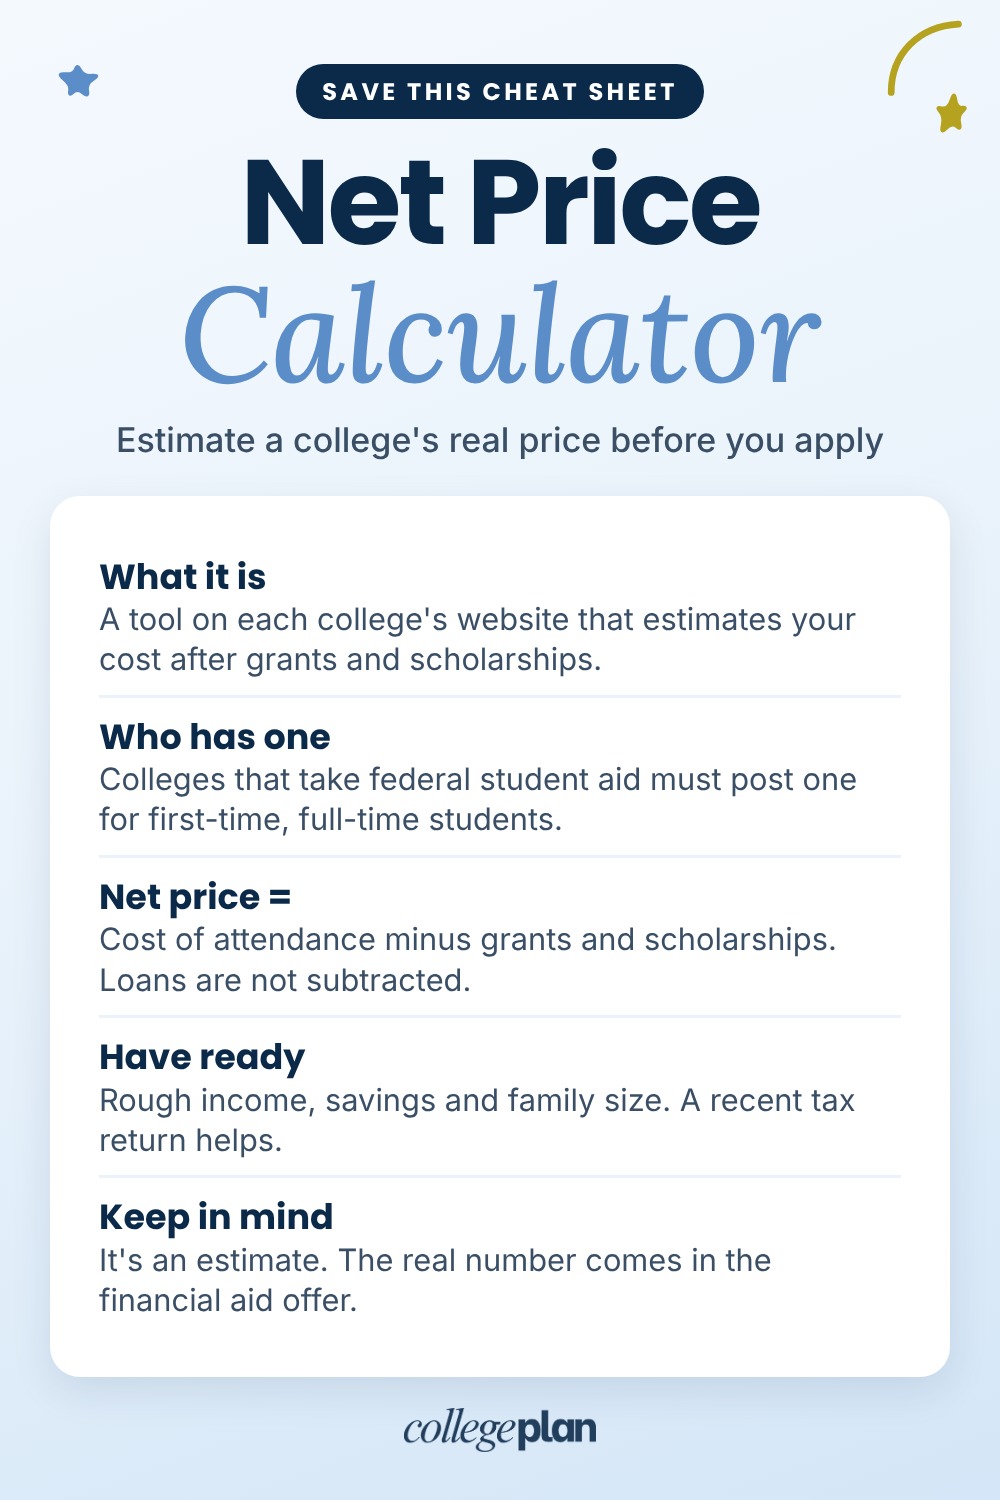 SAVE THIS CHEAT SHEET
Net Price
Calculator
Estimate a college's real price before you apply
What it is
A tool on each college's website that estimates your
cost after grants and scholarships.
Who has one
Colleges that take federal student aid must post one
for first-time, full-time students.
Net price =
Cost of attendance minus grants and scholarships.
Loans are not subtracted.
Have ready
Rough income, savings and family size. A recent tax
return helps.
Keep in mind
It's an estimate. The real number comes in the
financial aid offer.
collegeplan